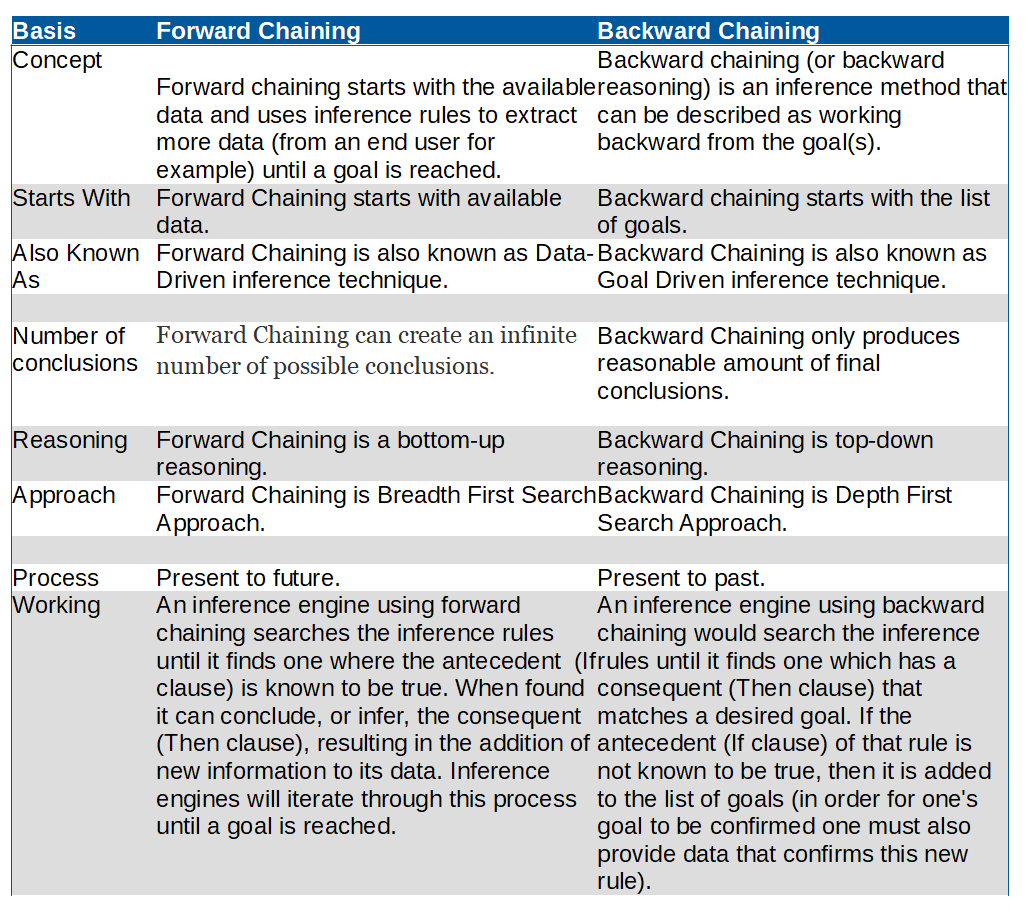 Basis Forward Chaining Backward Chaining
Concept
Forward chaining starts with the available
data and uses inference rules to extract
more data (from an end user for
example) until a goal is reached.
Backward chaining (or backward
reasoning) is an inference method that
can be described as working
backward from the goal(s).
Starts With
Forward Chaining starts with available
data.
Backward chaining starts with the list
of goals.
Also Known
As
Forward Chaining is also known as Data-
Driven inference technique.
Backward Chaining is also known as
Goal Driven inference technique.
Number of
conclusions
Forward Chaining can create an infinite
number of possible conclusions.
Backward Chaining only produces
reasonable amount of final
conclusions.
Reasoning
Forward Chaining is a bottom-up
reasoning.
Backward Chaining is top-down
reasoning.
Approach
Forward Chaining is Breadth First Search
Approach.
Backward Chaining is Depth First
Search Approach.
Process
Present to future.
Present to past.
Working
An inference engine using forward
chaining searches the inference rules
until it finds one where the antecedent (If
clause) is known to be true. When found
it can conclude, or infer, the consequent
(Then clause), resulting in the addition of
new information to its data. Inference
engines will iterate through this process
until a goal is reached.
An inference engine using backward
chaining would search the inference
rules until it finds one which has a
consequent (Then clause) that
matches a desired goal. If the
antecedent (If clause) of that rule is
not known to be true, then it is added
to the list of goals (in order for one's
goal to be confirmed one must also
provide data that confirms this new
rule).